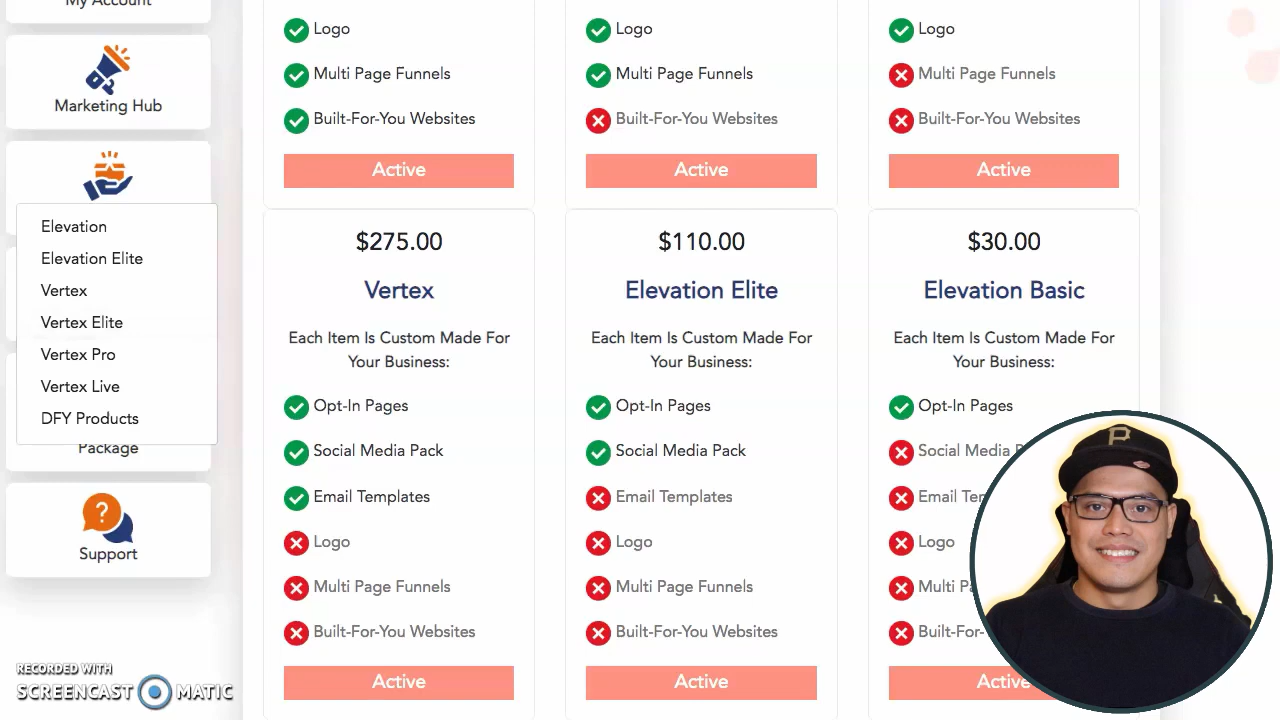 My Account
Marketing Hub
Elevation
Elevation Elite
Vertex
Vertex Elite
Vertex Pro
Vertex Live
DFY Products
Package
?
Support
Logo
Multi Page Funnels
Built-For-You Websites
Active
Logo
Multi Page Funnels
Built-For-You Websites
Active
Logo
Multi Page Funnels
Built-For-You Websites
Active
$275.00
Vertex
Each Item Is Custom Made For
Your Business:
Opt-In Pages
Social Media Pack
Email Templates
Logo
Multi Page Funnels
Built-For-You Websites
Active
$110.00
Elevation Elite
Each Item Is Custom Made For
Your Business:
Opt-In Pages
Social Media Pack
Email Templates
Logo
Multi Page Funnels
Built-For-You Websites
Active
$30.00
Elevation Basic
Each Item Is Custom Made For
Your Business:
Opt-In Pages
Social Media
Email
Logo
Multi
Built-For-
Active
P
RECORDED WITH
SCREENCAST MATIC